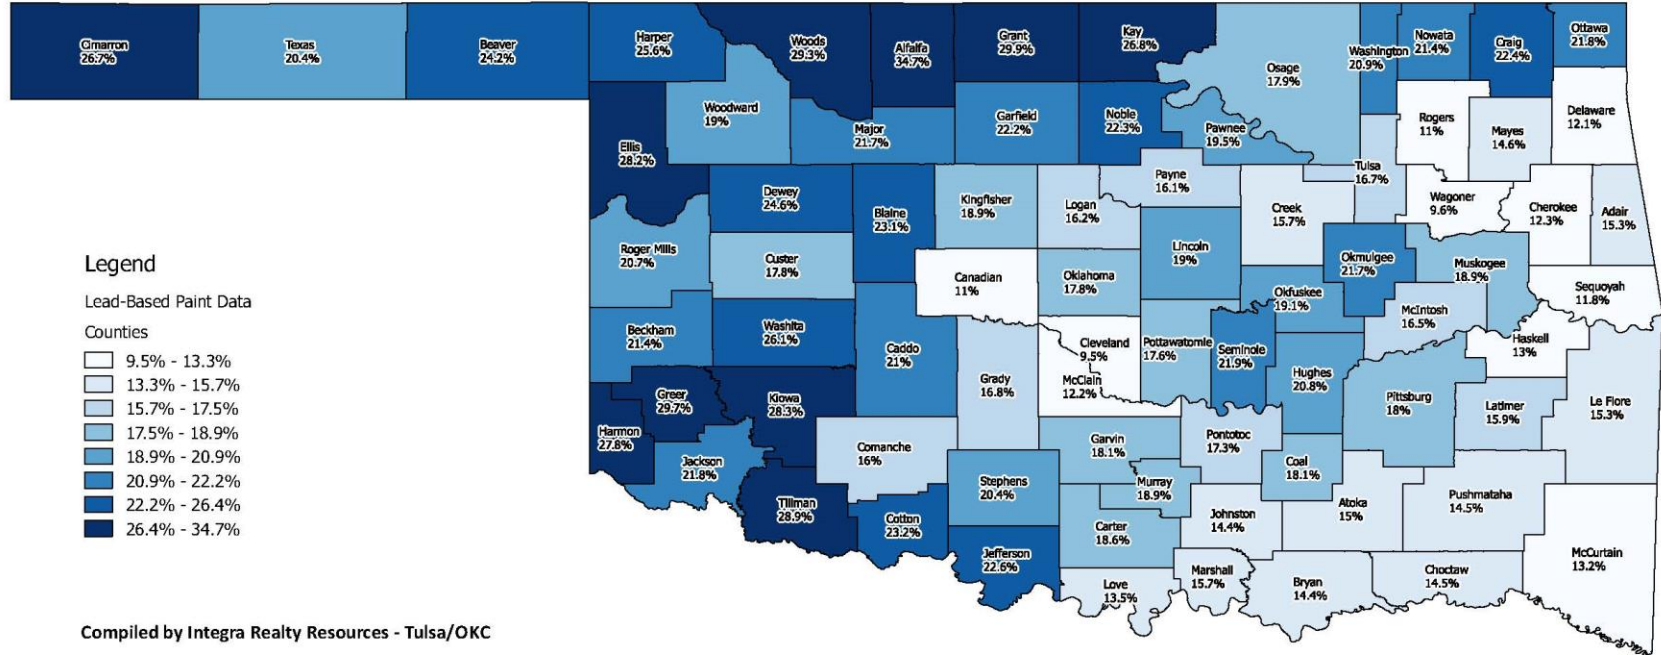 Cimarron
26.7%
Texas
20.4%
Beaver
24.2%
Harper
25.6%
Woods
29.3%
Alfalfa
34.7%
Grant
29.9%
Kay
26.8%
Osage
17.9%
Washington
20.9%
Nowata
21.4%
Craig
22.4%
Ottawa
21.8%
Ellis
28.2%
Woodward
19%
Major
21.7%
Garfield
22.2%
Noble
22.3%
Pawnee
19.5%
Rogers
11%
Mayes
14.6%
Delaware
12.1%
Dewey
24.6%
Blaine
23.1%
Kingfisher
18.9%
Logan
16.2%
Payne
16.1%
Creek
15.7%
Tulsa
16.7%
Wagoner
9.6%
Cherokee
12.3%
Adair
15.3%
Roger Mills
20.7%
Custer
17.8%
Canadian
11%
Oklahoma
17.8%
Lincoln
19%
Okmulgee
21.7%
Muskogee
18.9%
Sequoyah
11.8%
Okfuskee
19.1%
McIntosh
16.5%
Haskell
13%
Beckham
21.4%
Washita
26.1%
Caddo
21%
Grady
16.8%
Cleveland
9.5%
McClain
12.2%
Pottawatomie
17.6%
Seminole
21.9%
Hughes
20.8%
Pittsburg
18%
Latimer
15.9%
Le Flore
15.3%
Greer
29.7%
Kiowa
28.3%
Harmon
27.8%
Jackson
21.8%
Comanche
16%
Garvin
18.1%
Pontotoc
17.3%
Coal
18.1%
Tillman
28.9%
Cotton
23.2%
Stephens
20.4%
Murray
18.9%
Carter
18.6%
Johnston
14.4%
Atoka
15%
Pushmataha
14.5%
McCurtain
13.2%
Jefferson
22.6%
Love
13.5%
Marshall
15.7%
Bryan
14.4%
Choctaw
14.5%
Legend
Lead-Based Paint Data
Counties
9.5% - 13.3%
13.3% - 15.7%
15.7% - 17.5%
17.5% - 18.9%
18.9% - 20.9%
20.9% - 22.2%
22.2% - 26.4%
26.4% - 34.7%
Compiled by Integra Realty Resources - Tulsa/OKC